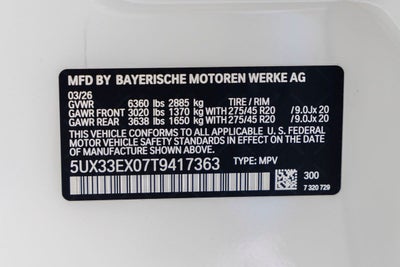 MFD BY BAYERISCHE MOTOREN WERKE AG
03/26
GVWR 6360 lbs 2885 kg TIRE / RIM
GAWR FRONT 3020 lbs 1370 kg 275/45 R20 / 9.0Jx 20
GAWR REAR 3638 lbs 1650 kg 275/45 R20 / 9.0Jx 20
THIS VEHICLE CONFORMS TO ALL APPLICABLE U. S. FEDERAL
MOTOR VEHICLE SAFETY STANDARDS IN EFFECT ON THE
DATE OF MANUFACTURE SHOWN ABOVE.
5UX33EX07T9417363 TYPE: MPV
300
7 320 729